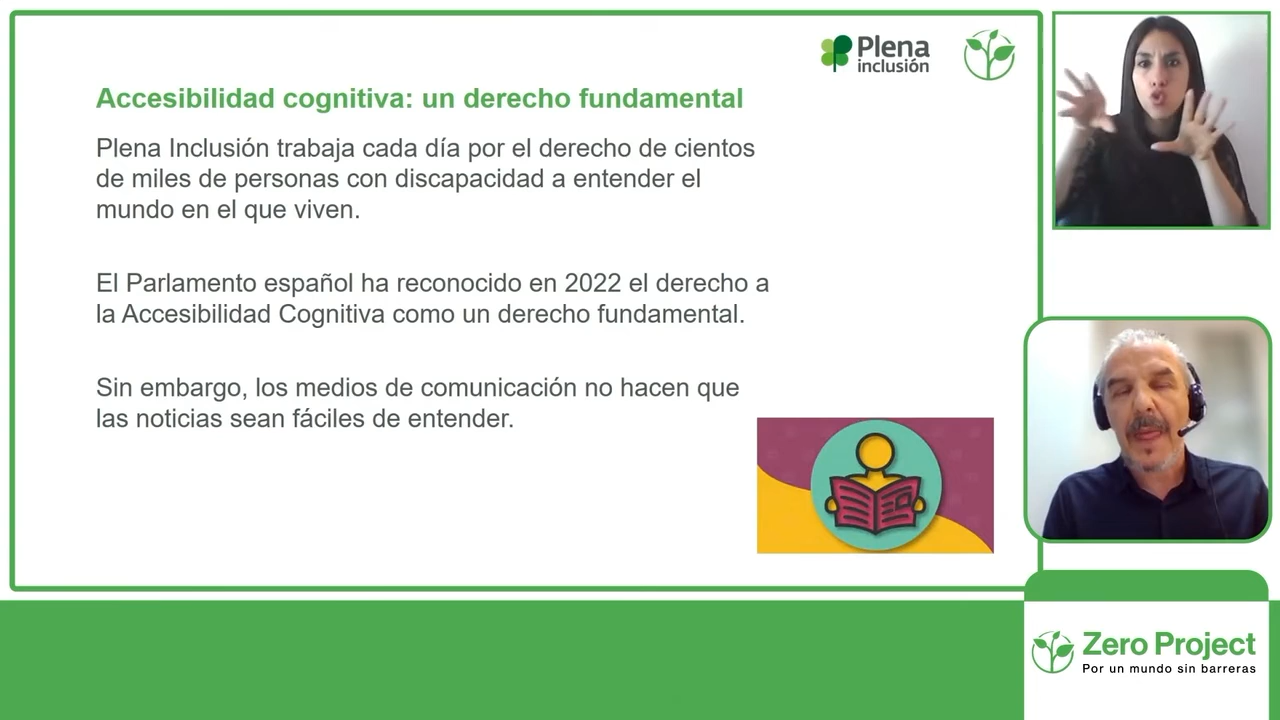 Plena
inclusión
Accesibilidad cognitiva: un derecho fundamental
Plena Inclusión trabaja cada día por el derecho de cientos
de miles de personas con discapacidad a entender el
mundo en el que viven.
El Parlamento español ha reconocido en 2022 el derecho a
la Accesibilidad Cognitiva como un derecho fundamental.
Sin embargo, los medios de comunicación no hacen que
las noticias sean fáciles de entender.
Zero Project
Por un mundo sin barreras